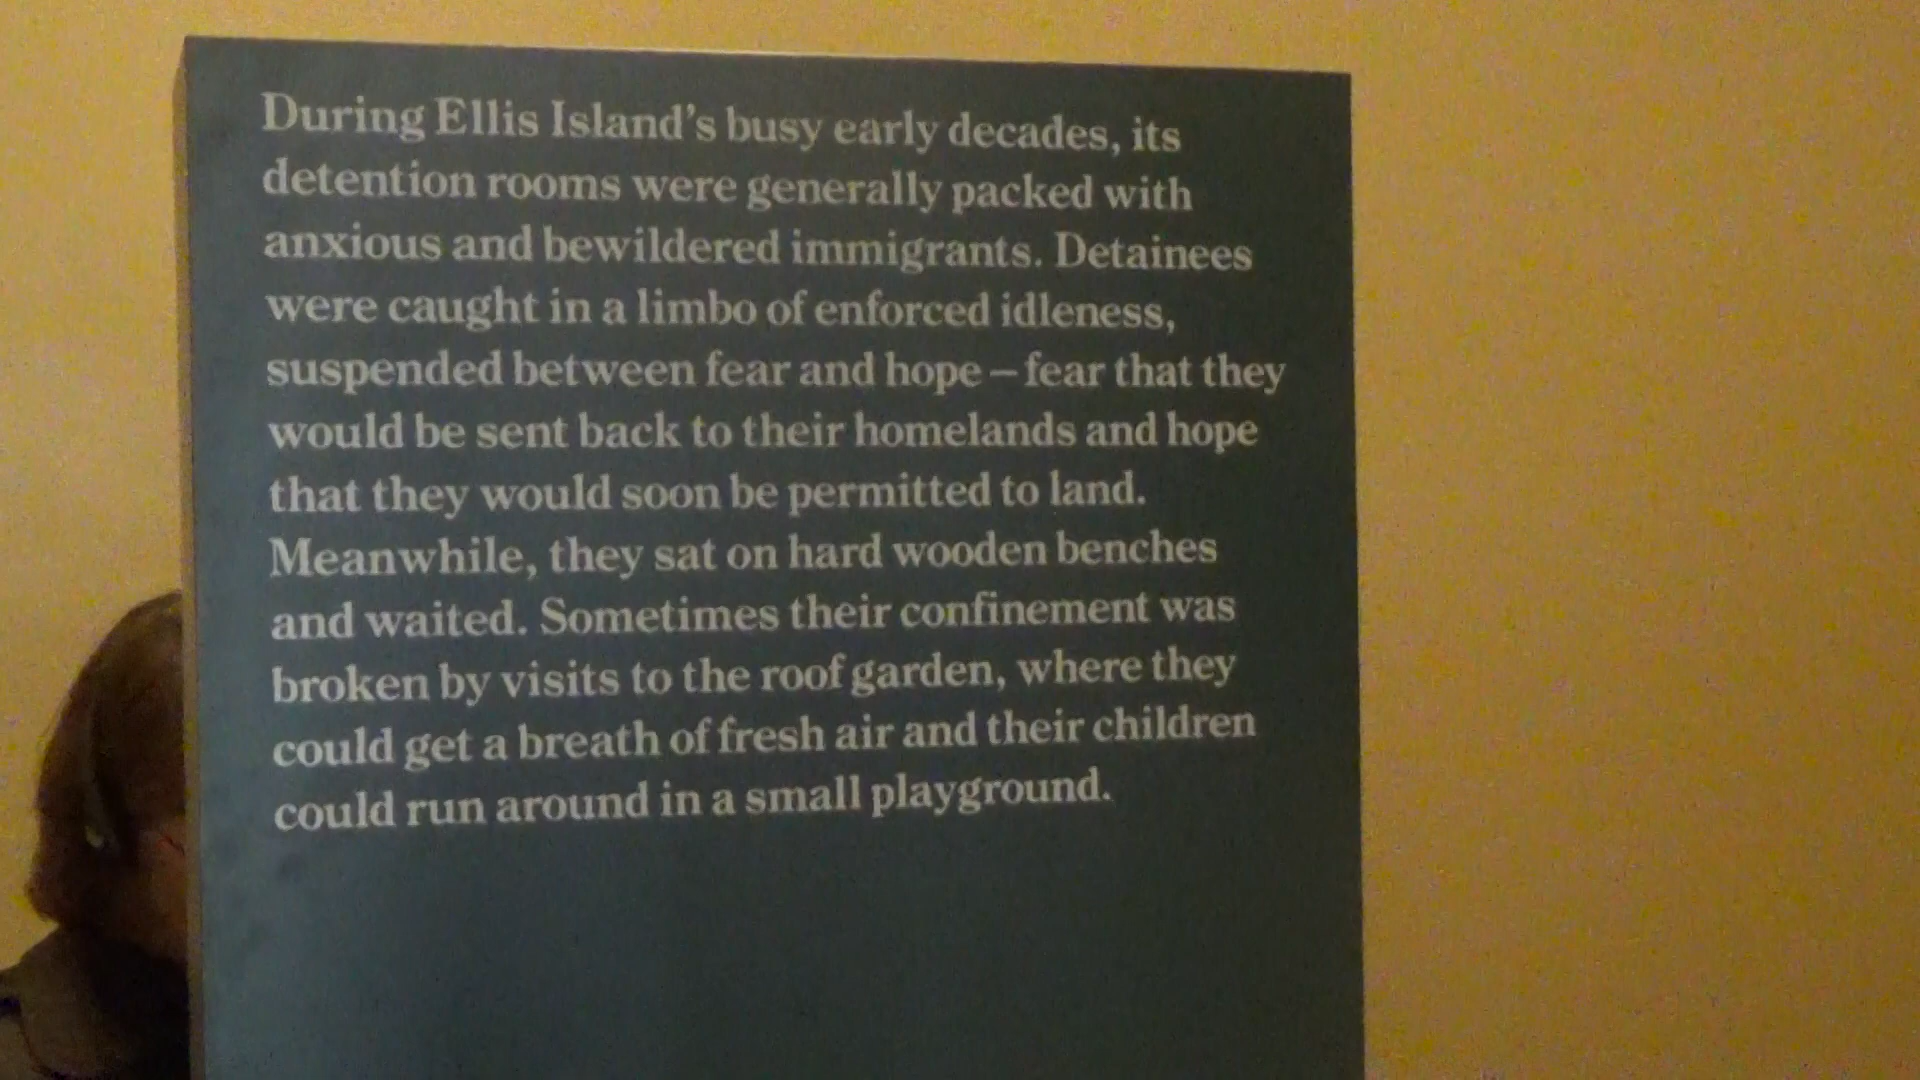 During Ellis Island's busy early decades, its
detention rooms were generally packed with
anxious and bewildered immigrants. Detainees
were caught in a limbo of enforced idleness,
suspended between fear and hope – fear that they
would be sent back to their homelands and hope
that they would soon be permitted to land.
Meanwhile, they sat on hard wooden benches
and waited. Sometimes their confinement was
broken by visits to the roof garden, where they
could get a breath of fresh air and their children
could run around in a small playground.